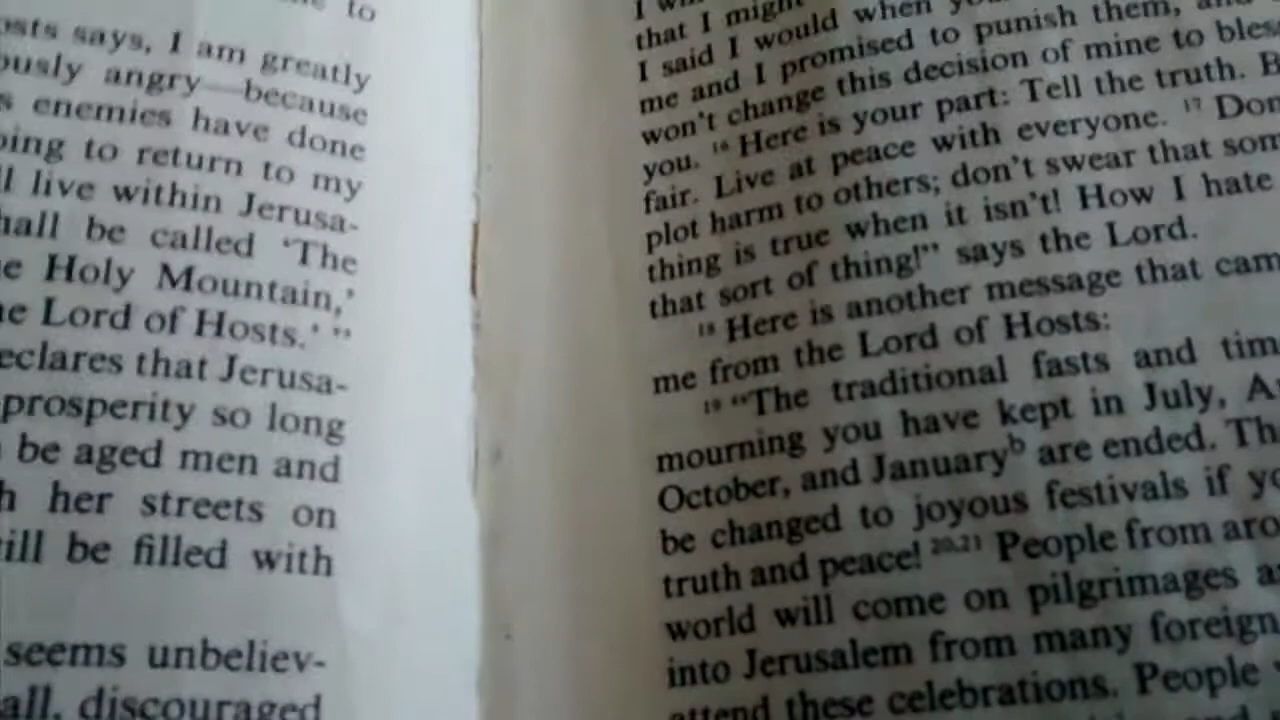 to
sts says, I am greatly
ously angry—because
s enemies have done
oing to return to my
ll live within Jerusa-
hall be called 'The
e Holy Mountain,'
he Lord of Hosts.' "
eclares that Jerusa-
prosperity so long
be aged men and
h her streets on
ill be filled with
seems unbeliev-
all, discouraged
that I might
I said I would when
me and I promised to punish them,
won't change this decision of mine to bles
you. 16 Here is your part: Tell the truth. B
fair. Live at peace with everyone. 17 Don
plot harm to others; don't swear that som
thing is true when it isn't! How I hate
that sort of thing!" says the Lord.
18 Here is another message that cam
me from the Lord of Hosts:
19 "The traditional fasts and tim
mourning you have kept in July, A
October, and Januaryᵇ are ended. Th
be changed to joyous festivals if yo
truth and peace! 20,21 People from aro
world will come on pilgrimages a
into Jerusalem from many foreign
attend these celebrations. People